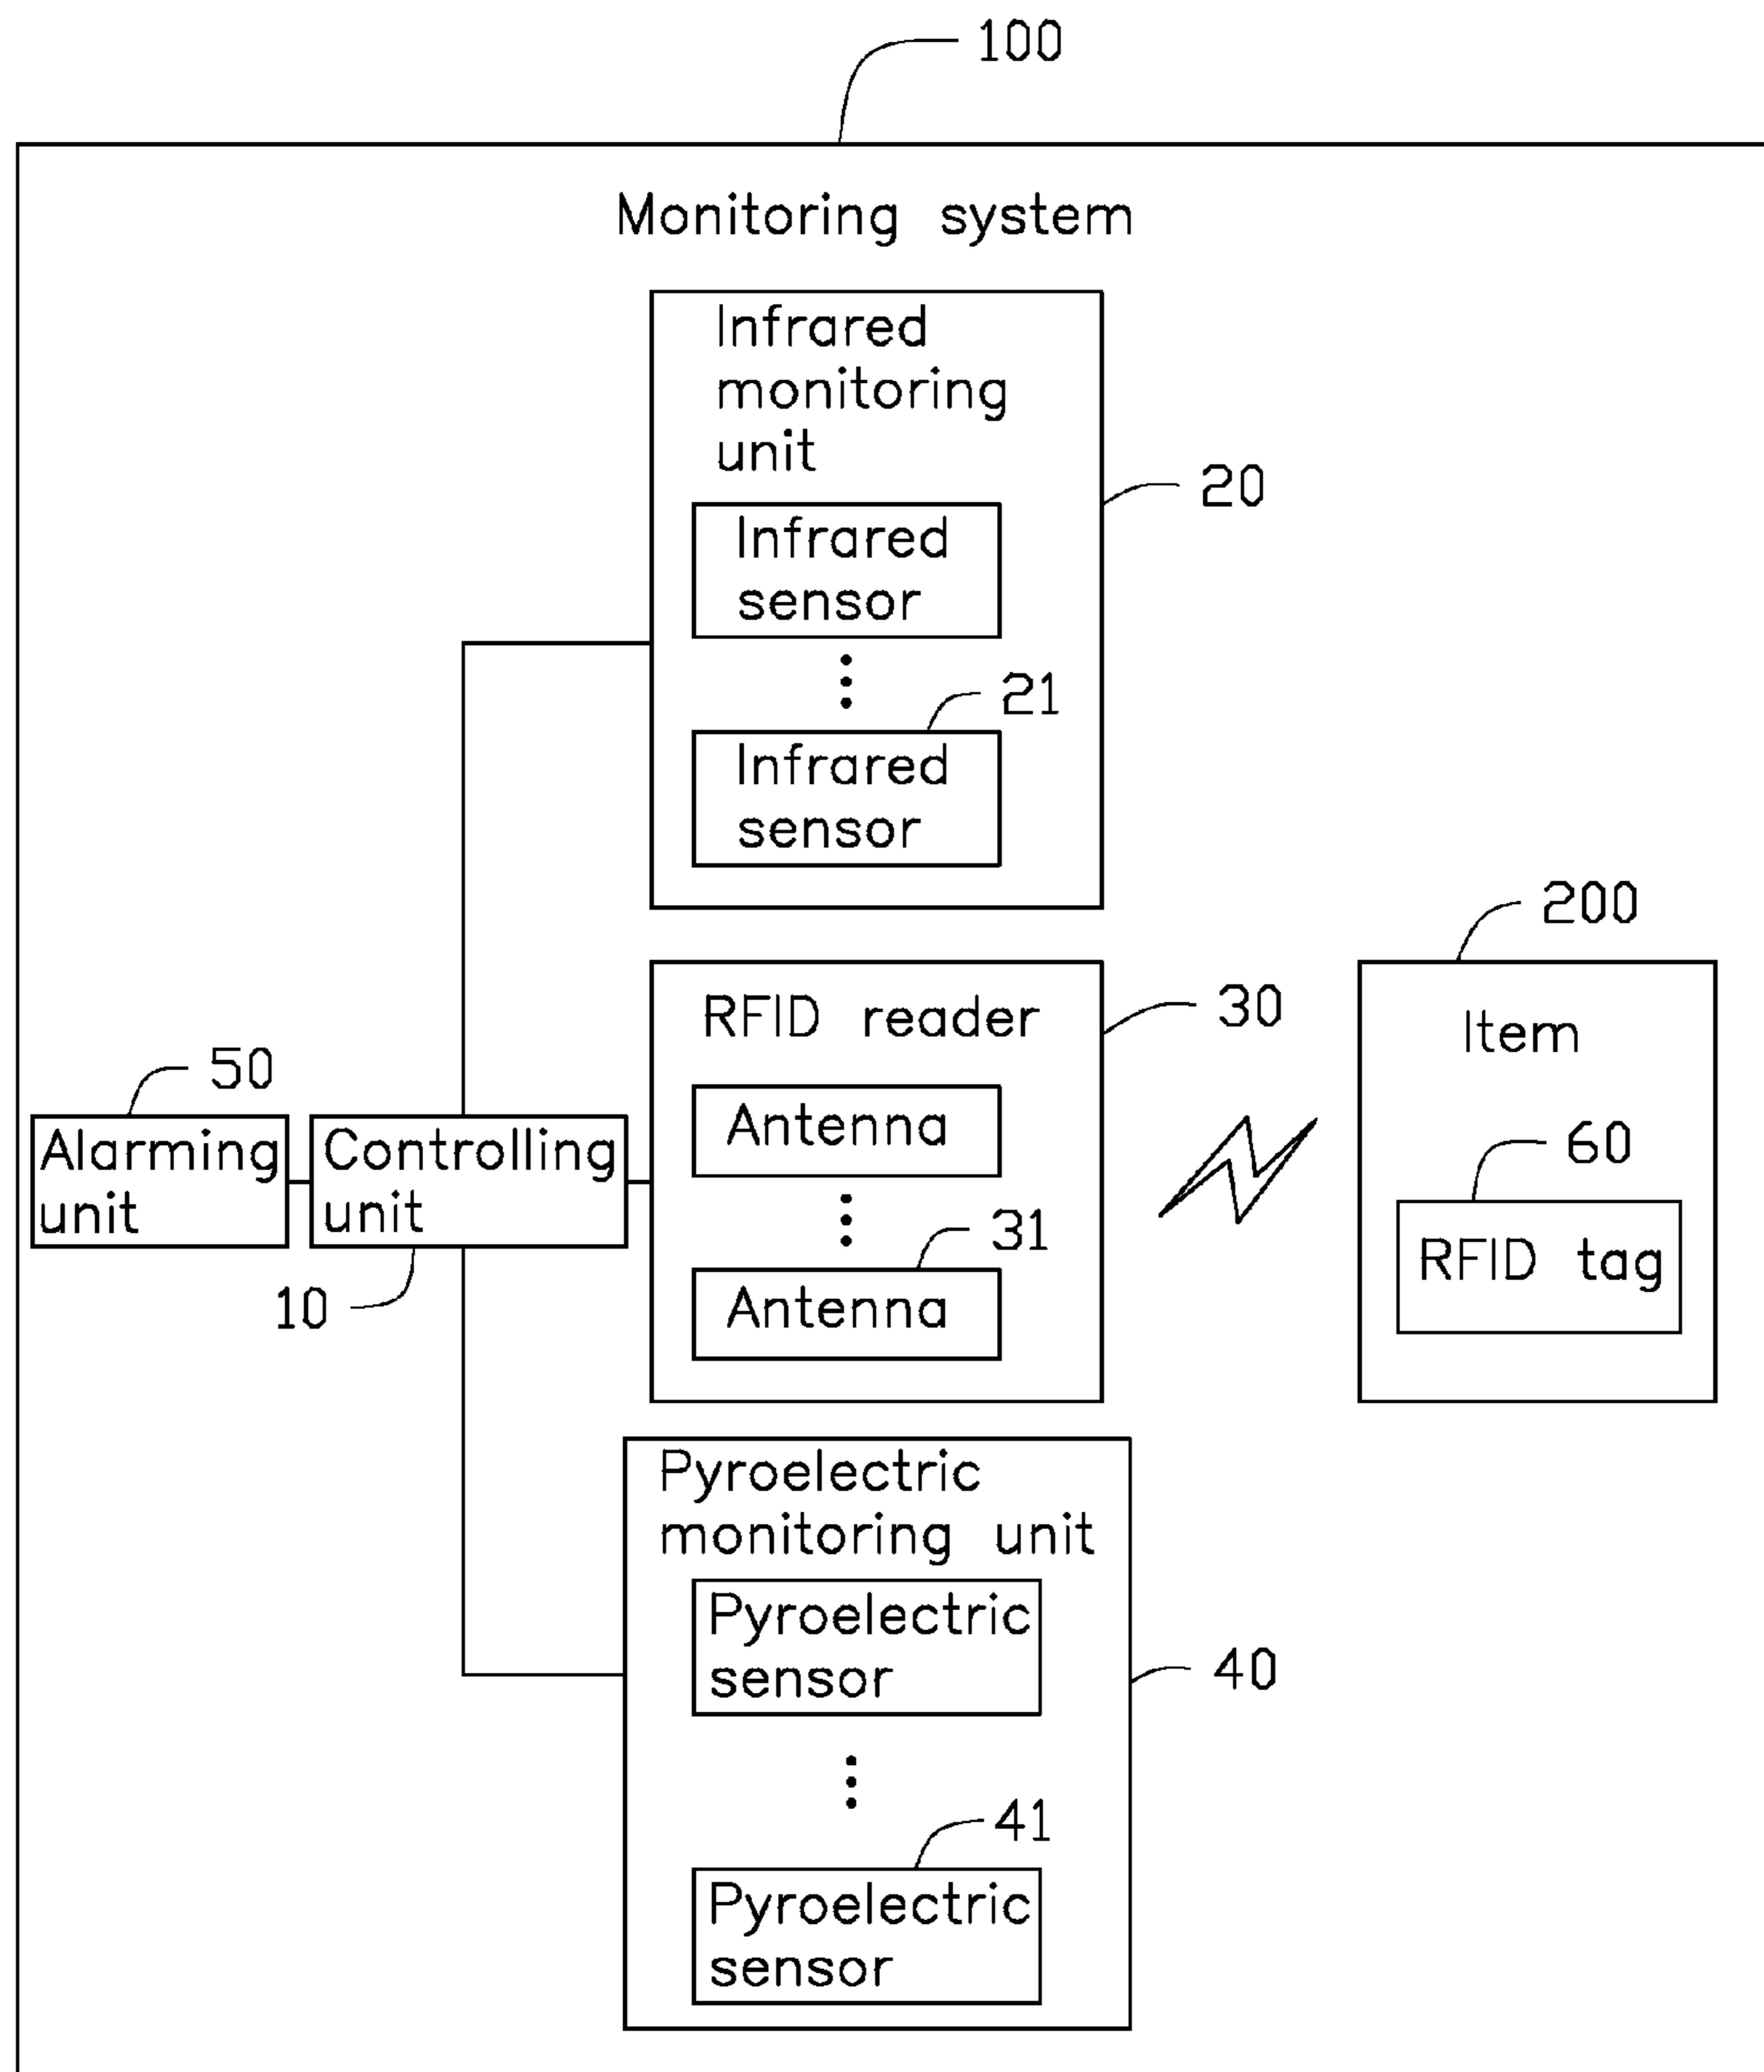 100
Monitoring system
Infrared
monitoring
unit
20
Infrared
sensor
21
Infrared
sensor
200
RFID reader
30
Item
50
Antenna
60
Alarming
unit
Controlling
unit
31
RFID tag
10
Antenna
Pyroelectric
monitoring unit
Pyroelectric
sensor
40
41
Pyroelectric
sensor